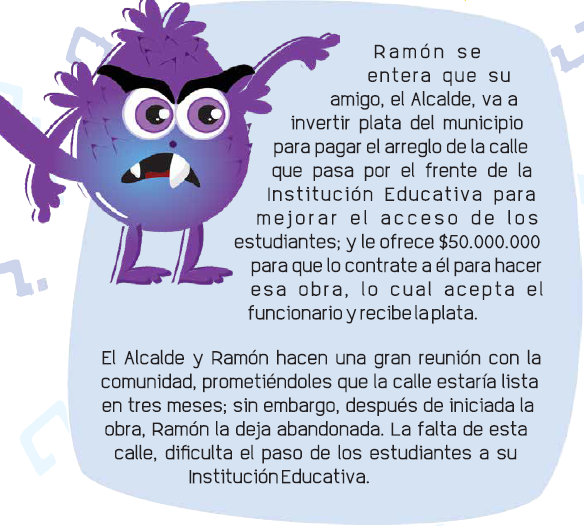 Ramón se
entera que su
amigo, el Alcalde, va a
invertir plata del municipio
para pagar el arreglo de la calle
que pasa por el frente de la
Institución Educativa para
mejorar el acceso de los
estudiantes; y le ofrece $50.000.000
para que lo contrate a él para hacer
esa obra, lo cual acepta el
funcionario y recibe la plata.
El Alcalde y Ramón hacen una gran reunión con la
comunidad, prometiéndoles que la calle estaría lista
en tres meses; sin embargo, después de iniciada la
obra, Ramón la deja abandonada. La falta de esta
calle, dificulta el paso de los estudiantes a su
Institución Educativa.